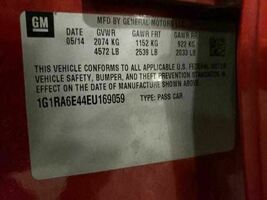 GM
MFD BY GENERAL MOTORS LLC
DATE GVWR GAWR FRT GAWR RR
05/14 2074 KG 1152 KG 922 KG
4572 LB 2539 LB 2033 LB
THIS VEHICLE CONFORMS TO ALL APPLICABLE U.S. FEDERAL MOTOR
VEHICLE SAFETY, BUMPER, AND THEFT PREVENTION STANDARDS
IN EFFECT ON THE DATE OF MANUFACTURE SHOWN ABOVE.
1G1RA6E44EU169059 TYPE: PASS CAR